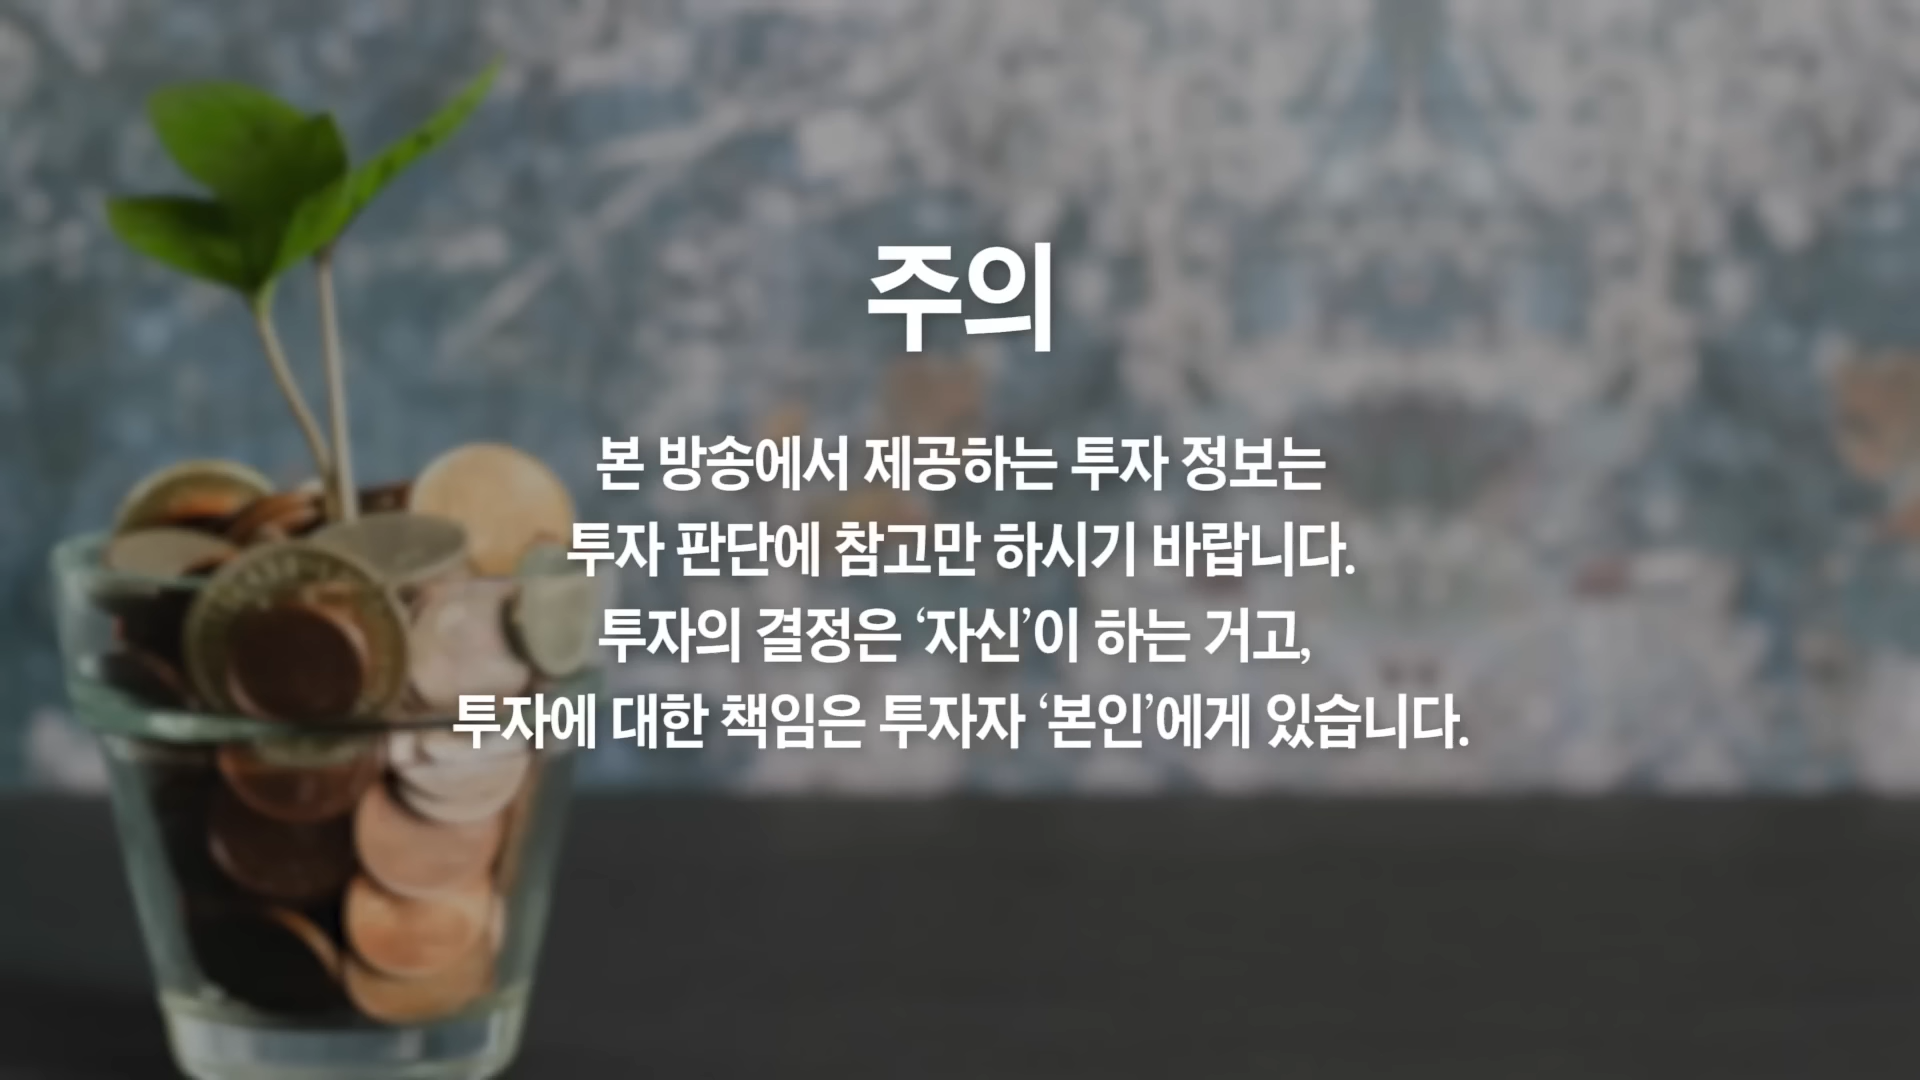 주의
본 방송에서 제공하는 투자 정보는
투자 판단에 참고만 하시기 바랍니다.
투자의 결정은 ‘자신’이 하는 거고,
투자에 대한 책임은 투자자 ‘본인’에게 있습니다.